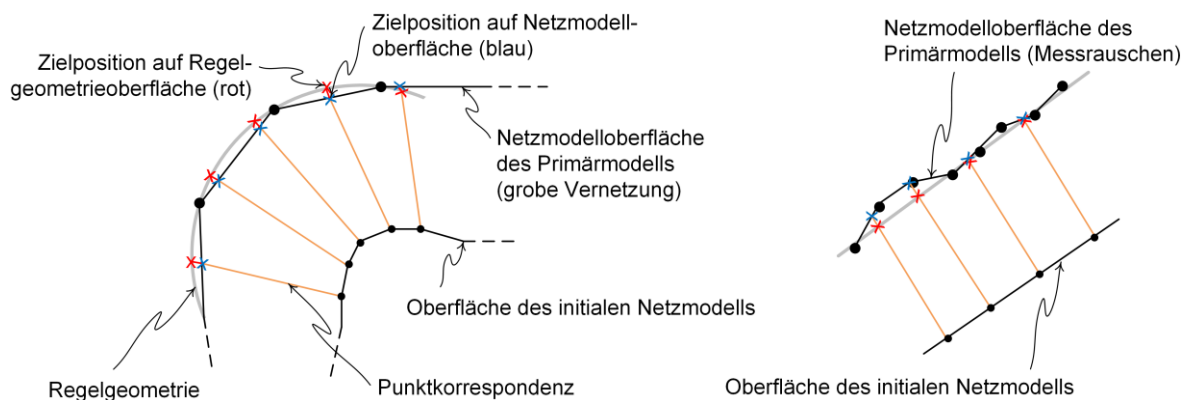 Zielposition auf Netzmodell-
oberfläche (blau)
Zielposition auf Regel-
geometrieoberfläche (rot)
Netzmodelloberfläche
des Primärmodells
(grobe Vernetzung)
Oberfläche des initialen Netzmodells
Regelgeometrie
Punktkorrespondenz
Netzmodelloberfläche des
Primärmodells (Messrauschen)
Oberfläche des initialen Netzmodells